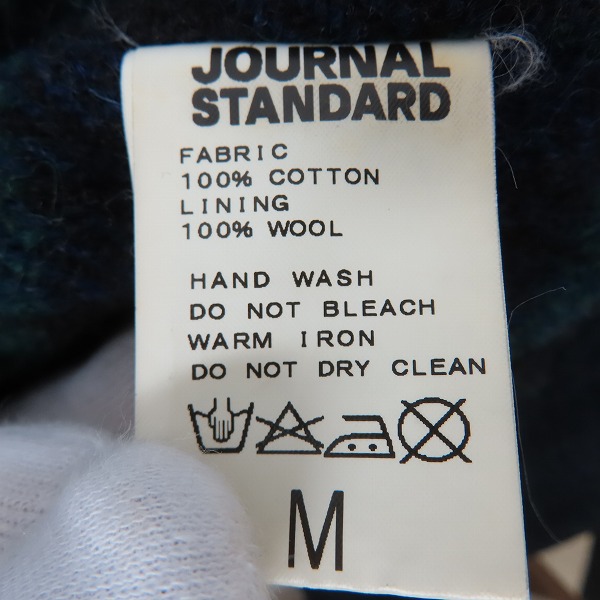 JOURNAL
STANDARD
FABRIC
100% COTTON
LINING
100% WOOL
HAND WASH
DO NOT BLEACH
WARM IRON
DO NOT DRY CLEAN
M